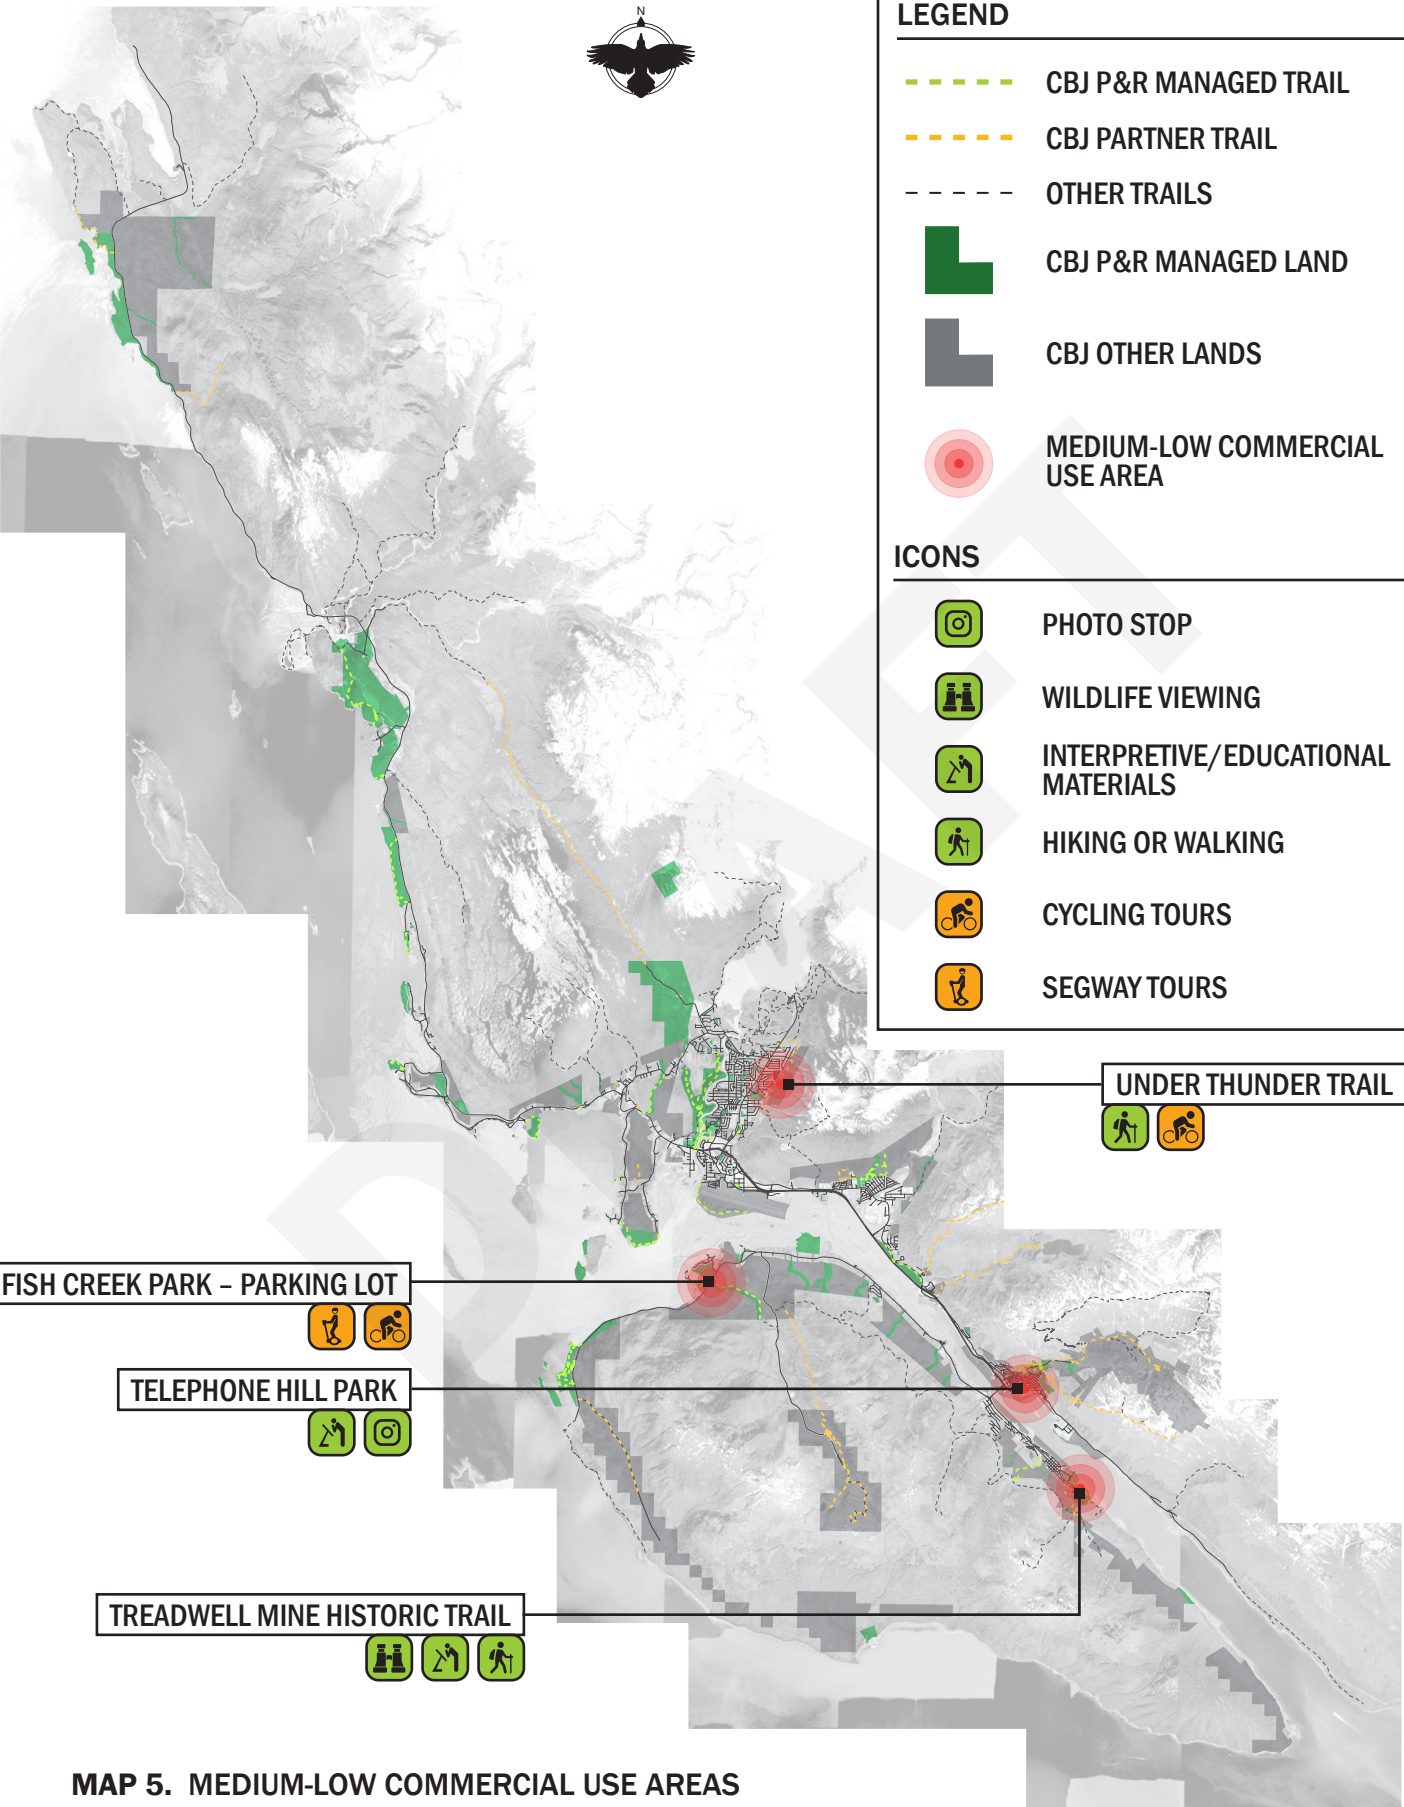 N
LEGEND
CBJ P&R MANAGED TRAIL
CBJ PARTNER TRAIL
OTHER TRAILS
CBJ P&R MANAGED LAND
CBJ OTHER LANDS
MEDIUM-LOW COMMERCIAL
USE AREA
ICONS
PHOTO STOP
WILDLIFE VIEWING
INTERPRETIVE/EDUCATIONAL
MATERIALS
HIKING OR WALKING
CYCLING TOURS
SEGWAY TOURS
UNDER THUNDER TRAIL
FISH CREEK PARK – PARKING LOT
TELEPHONE HILL PARK
TREADWELL MINE HISTORIC TRAIL
DRAFT
MAP 5. MEDIUM-LOW COMMERCIAL USE AREAS